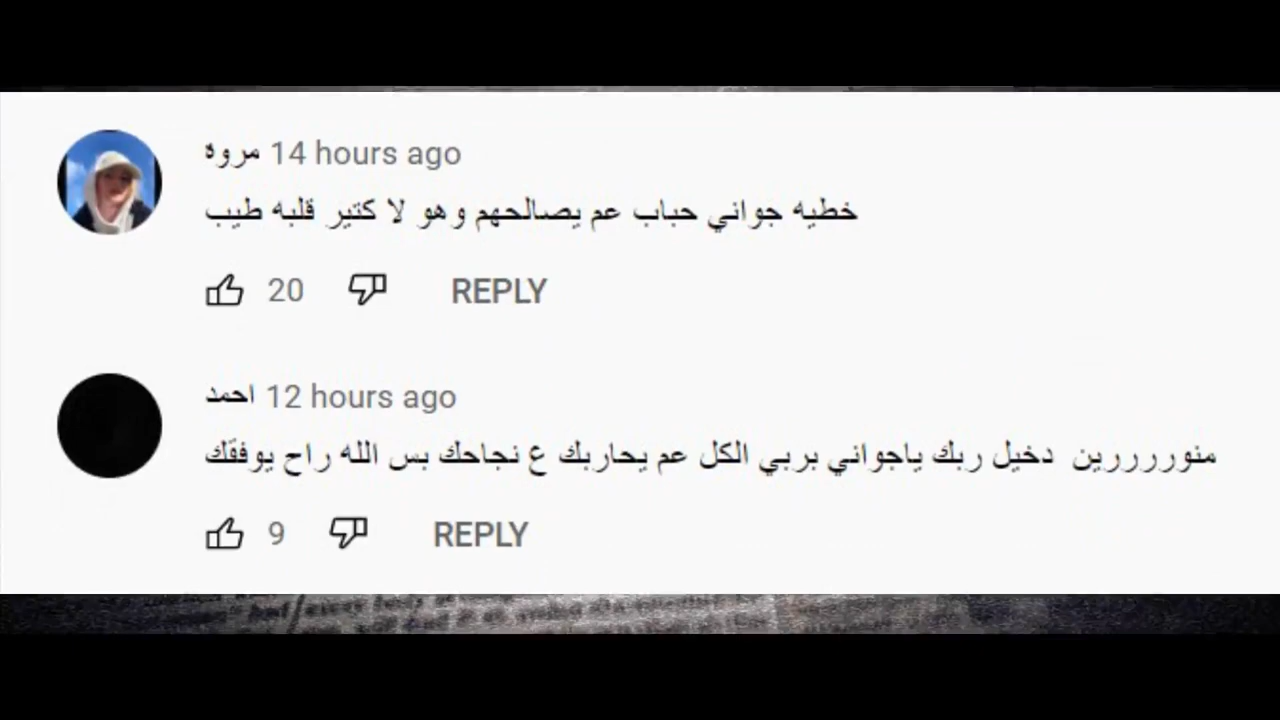 مروه 14 hours ago
خطيه جواني حباب عم يصالحهم وهو لا كتير قلبه طيب
20 REPLY
احمد 12 hours ago
منوررررين دخيل ربك ياجواني بربي الكل عم يحاربك ع نجاحك بس الله راح يوفقك
9 REPLY